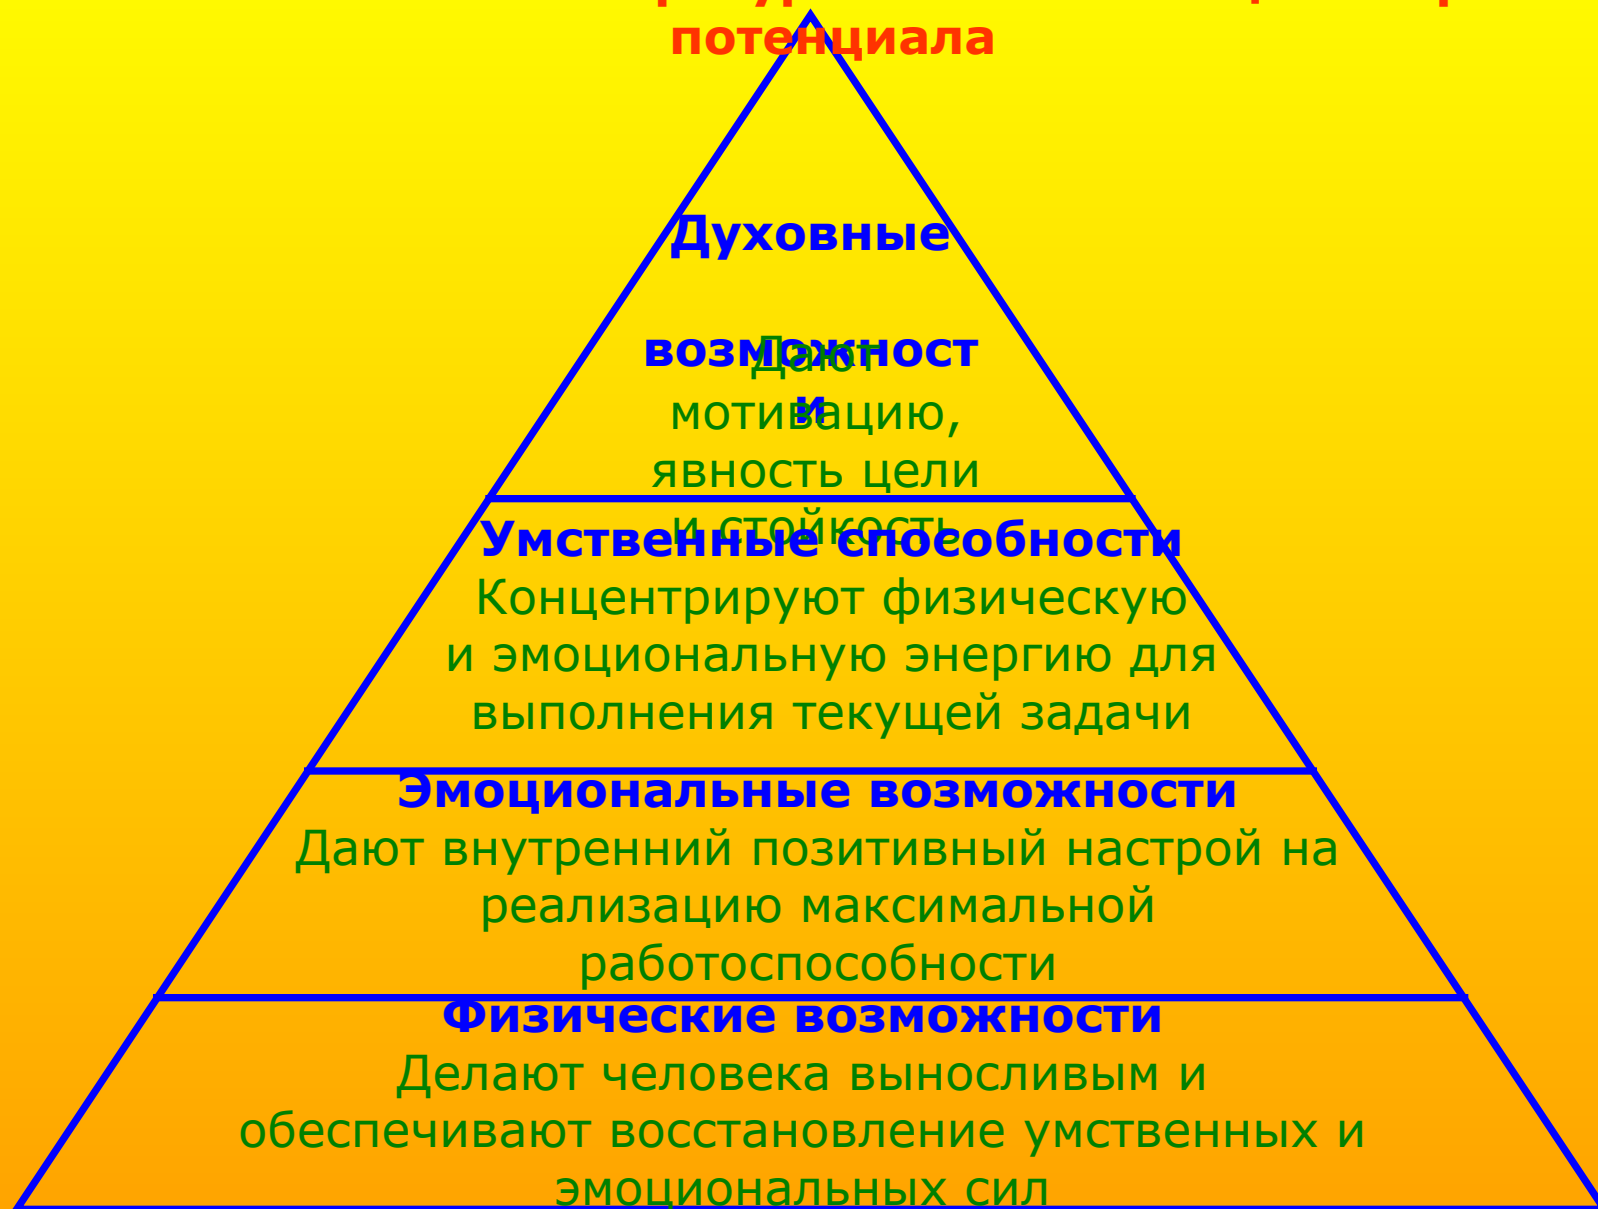 потенциала
Духовные
возможност
и
Дают
мотивацию,
явность цели
и стойкость
Умственные способности
Концентрируют физическую
и эмоциональную энергию для
выполнения текущей задачи
Эмоциональные возможности
Дают внутренний позитивный настрой на
реализацию максимальной
работоспособности
Физические возможности
Делают человека выносливым и
обеспечивают восстановление умственных и
эмоциональных сил